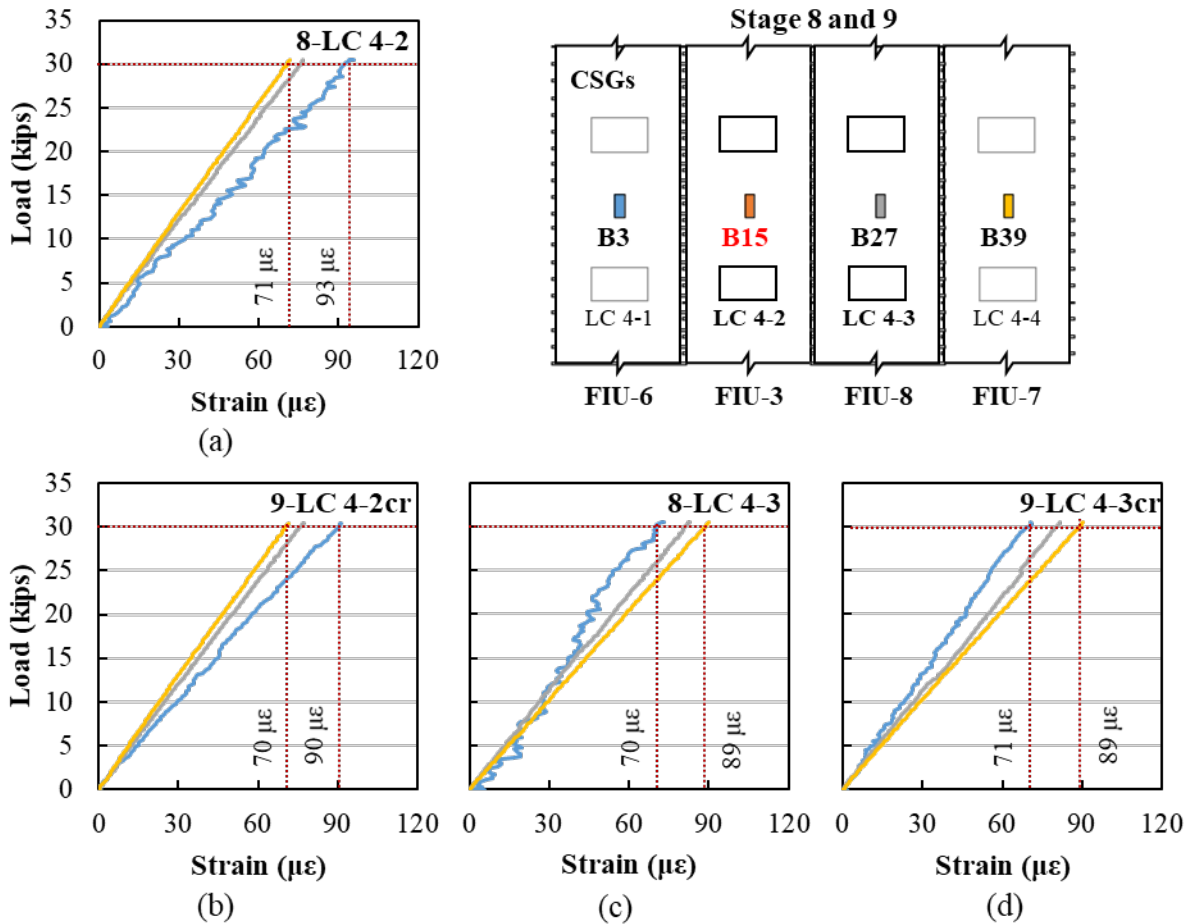 8-LC 4-2
Load (kips)
35
30
25
20
15
10
5
0
71 με
93 με
0 30 60 90 120
Strain (με)
(a)
Stage 8 and 9
CSGs
B3 B15 B27 B39
LC 4-1 LC 4-2 LC 4-3 LC 4-4
FIU-6 FIU-3 FIU-8 FIU-7
9-LC 4-2cr
Load (kips)
35
30
25
20
15
10
5
0
70 με
90 με
0 30 60 90 120
Strain (με)
(b)
8-LC 4-3
70 με
89 με
0 30 60 90 120
Strain (με)
(c)
9-LC 4-3cr
71 με
89 με
0 30 60 90 120
Strain (με)
(d)